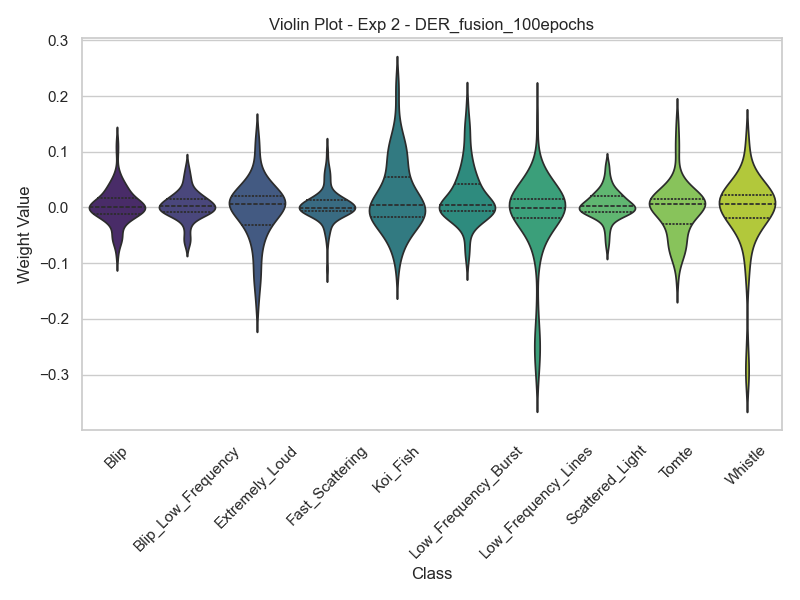 Violin Plot - Exp 2 - DER_fusion_100epochs
Weight Value
0.3
0.2
0.1
0.0
−0.1
−0.2
−0.3
Blip
Blip_Low_Frequency
Extremely_Loud
Fast_Scattering
Koi_Fish
Low_Frequency_Burst
Low_Frequency_Lines
Scattered_Light
Tomte
Whistle
Class